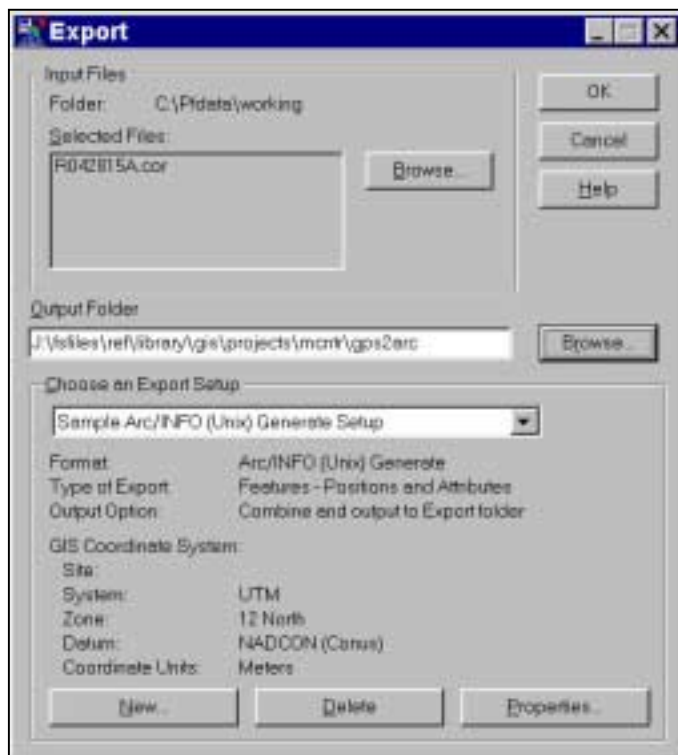 Export
Input Files
Folder: C:\Pfdata\working
Selected Files:
R042815A.cor
Browse...
OK
Cancel
Help
Output Folder
J:\fsfiles\ref\library\gis\projects\mcntr\gps2arc
Browse...
Choose an Export Setup
Sample Arc/INFO (Unix) Generate Setup
Format: Arc/INFO (Unix) Generate
Type of Export: Features - Positions and Attributes
Output Option: Combine and output to Export folder
GIS Coordinate System:
Site:
System: UTM
Zone: 12 North
Datum: NADCON (Conus)
Coordinate Units: Meters
New...
Delete
Properties...